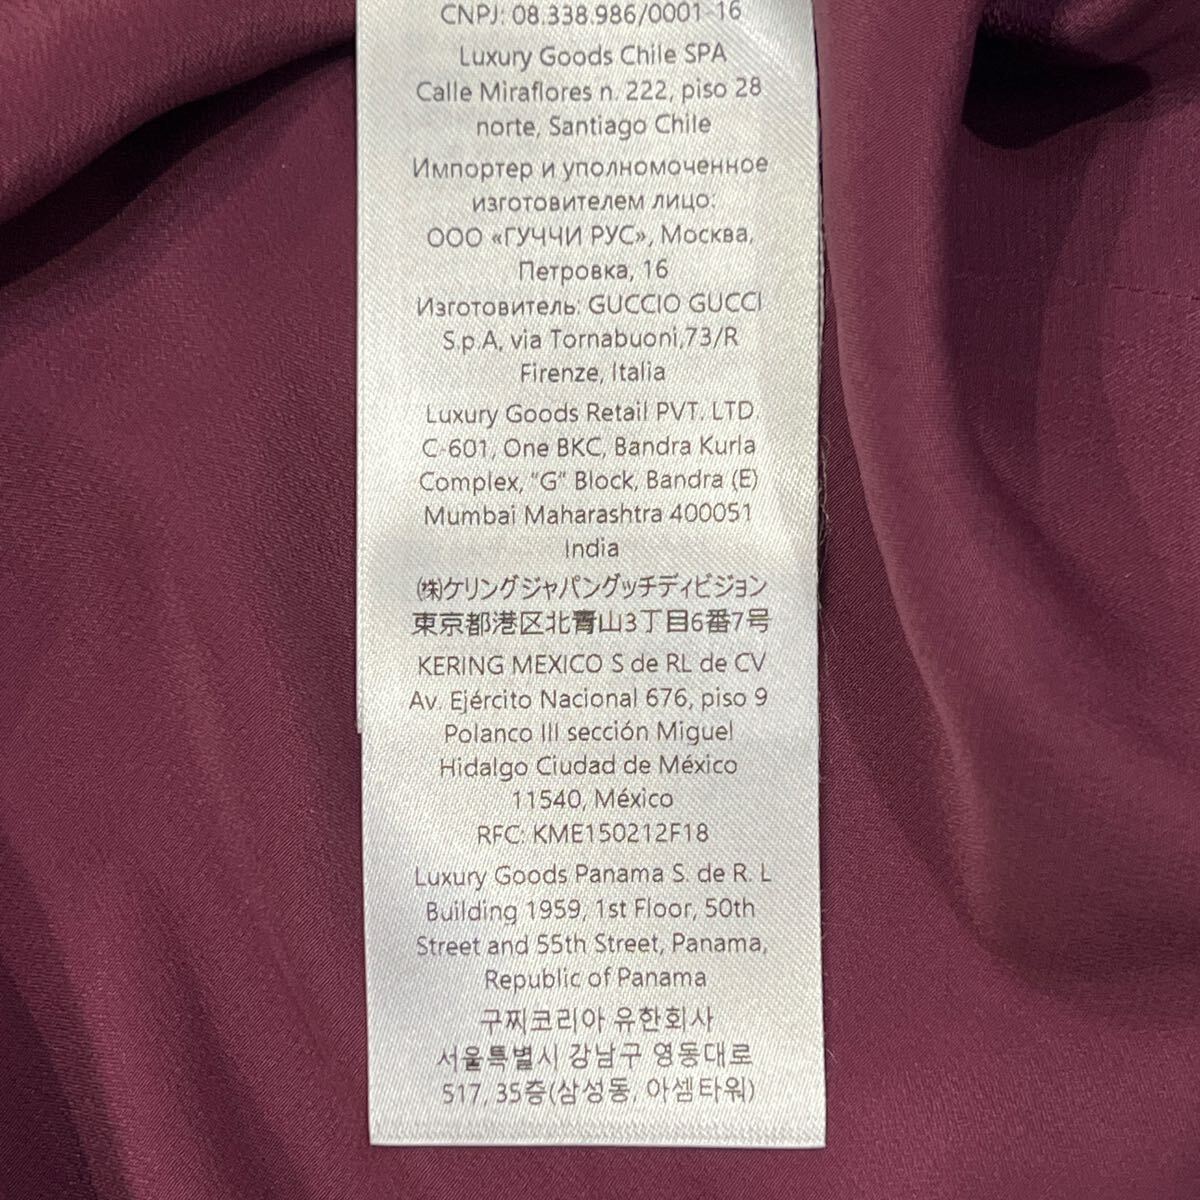 CNPJ: 08.338.986/0001-16
Luxury Goods Chile SPA
Calle Miraflores n. 222, piso 28
norte, Santiago Chile
Импортер и уполномоченное
изготовителем лицо:
ООО «ГУЧЧИ РУС», Москва,
Петровка, 16
Изготовитель: GUCCIO GUCCI
S.p.A, via Tornabuoni,73/R
Firenze, Italia
Luxury Goods Retail PVT. LTD.
C-601, One BKC, Bandra Kurla
Complex, "G" Block, Bandra (E)
Mumbai Maharashtra 400051
India
㈱ケリングジャパングッチディビジョン
東京都港区北青山3丁目6番7号
KERING MEXICO S de RL de CV
Av. Ejército Nacional 676, piso 9
Polanco III sección Miguel
Hidalgo Ciudad de México
11540, México
RFC: KME150212F18
Luxury Goods Panama S. de R. L
Building 1959, 1st Floor, 50th
Street and 55th Street, Panama,
Republic of Panama
구찌코리아 유한회사
서울특별시 강남구 영동대로
517, 35층(삼성동, 아셈타워)